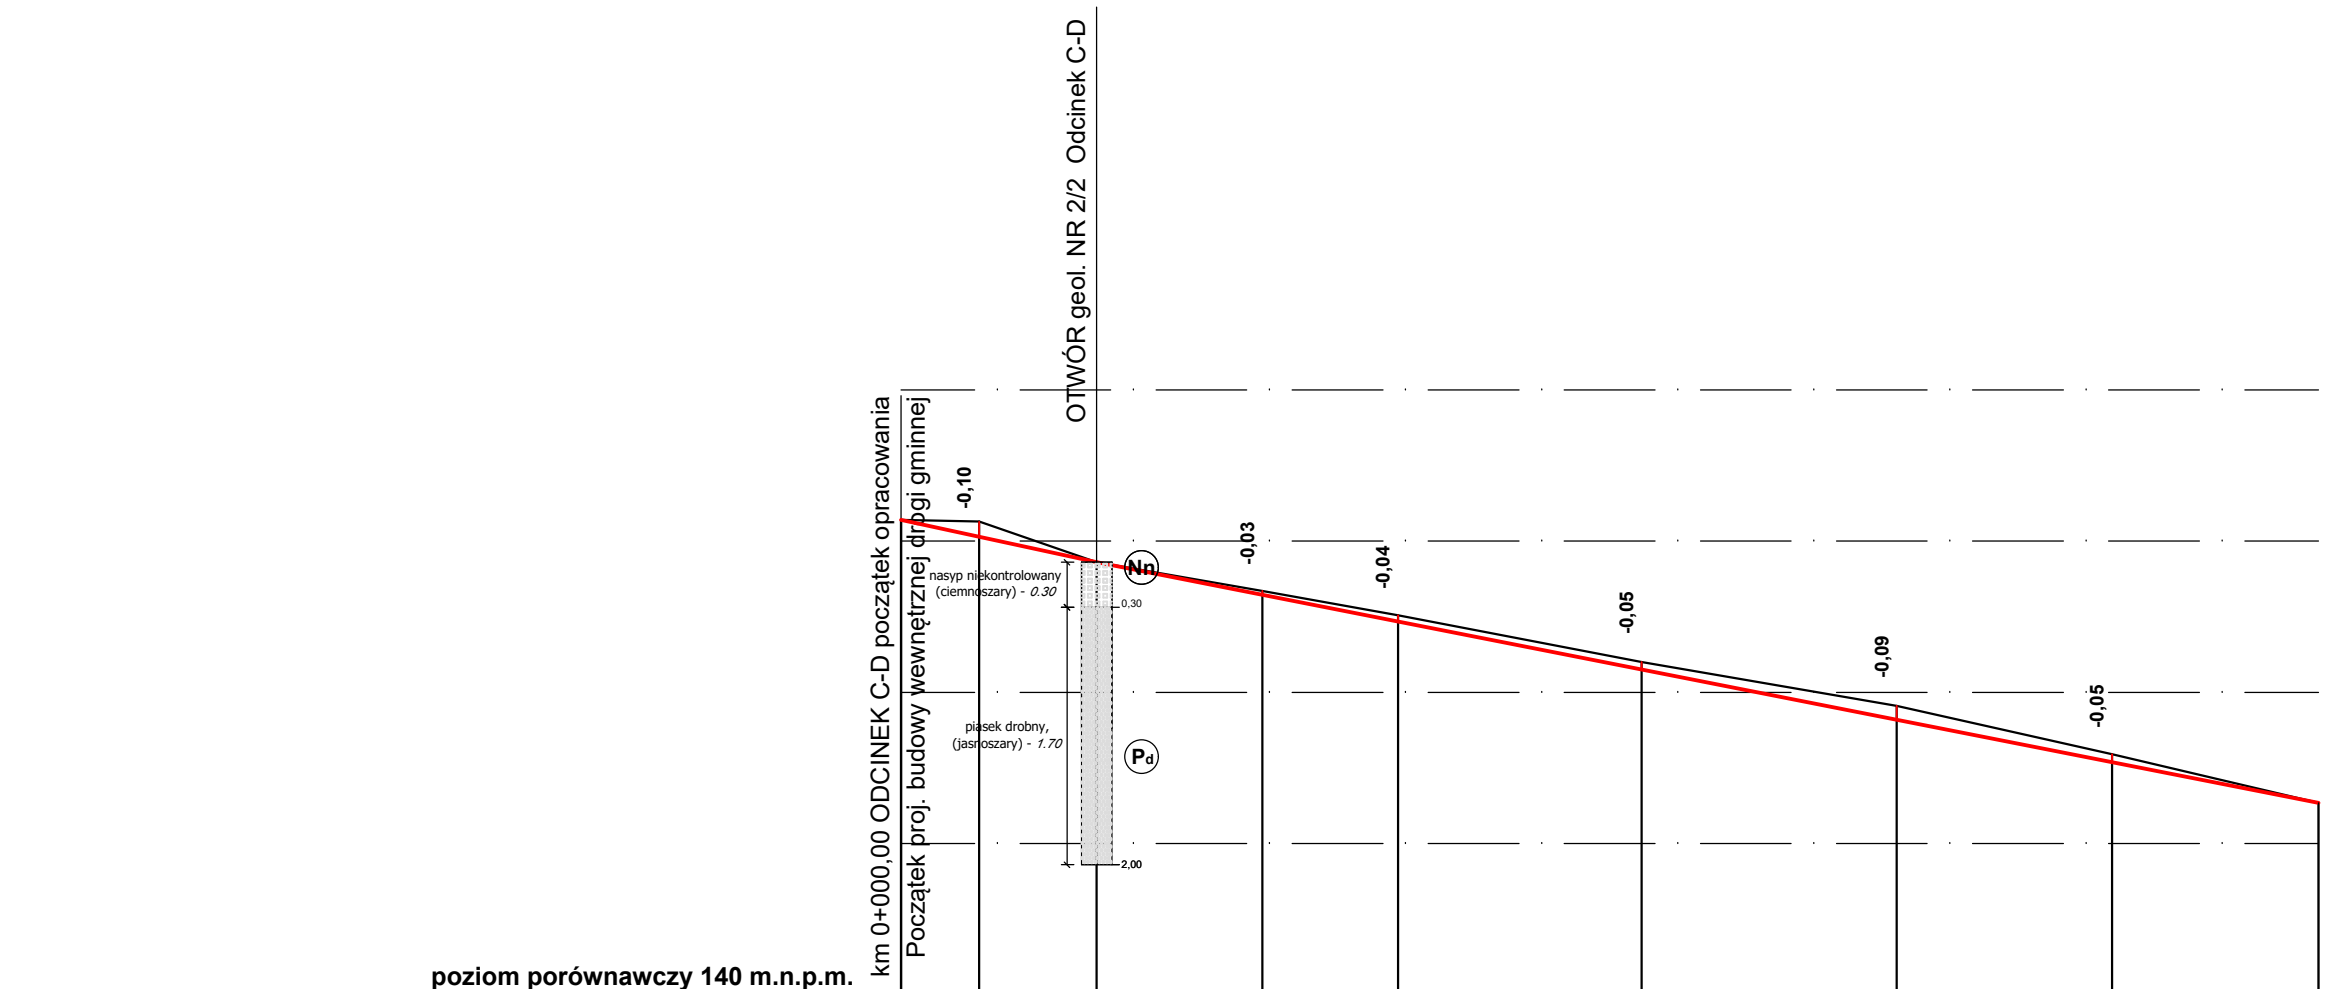 OTWÓR geol. NR 2/2 Odcinek C-D
km 0+000,00 ODCINEK C-D początek opracowania
Początek proj. budowy wewnętrznej drogi gminnej
-0,10
-0,03
-0,04
-0,05
-0,09
-0,05
Nn
nasyp niekontrolowany
(ciemnoszary) - 0.30
0,30
piasek drobny,
(jasnoszary) - 1.70
Pd
2,00
poziom porównawczy 140 m.n.p.m.